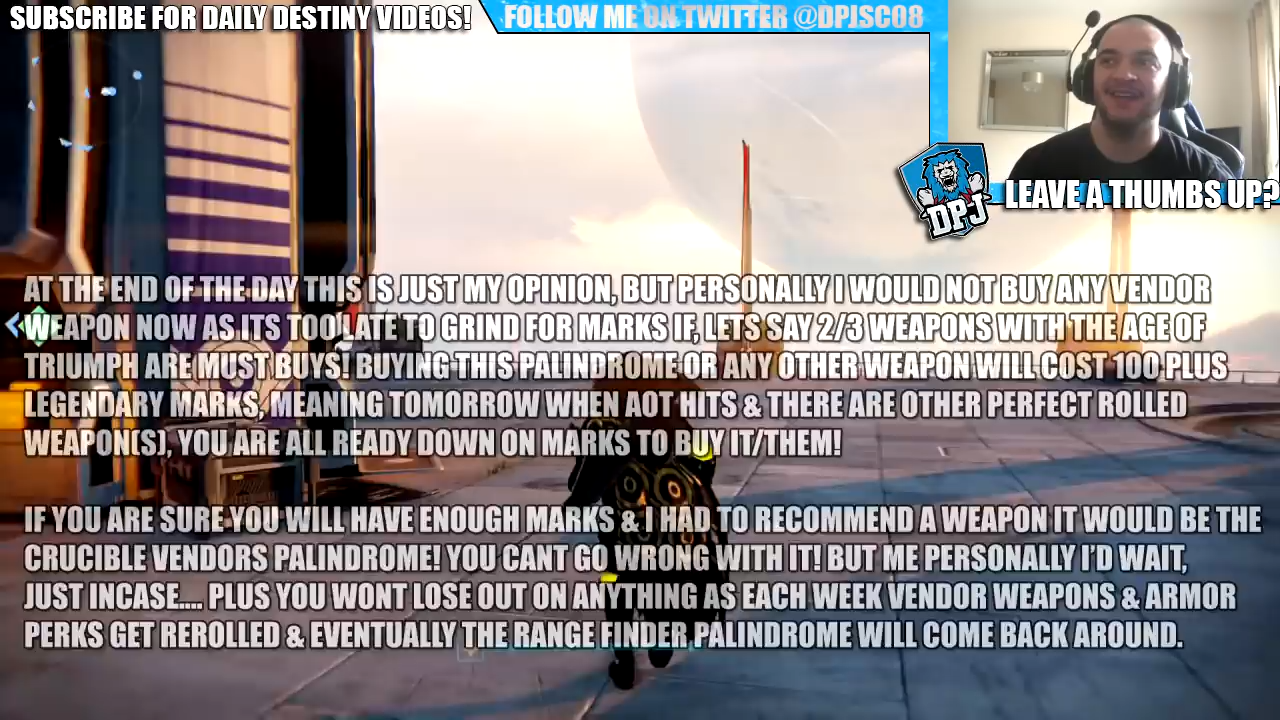 SUBSCRIBE FOR DAILY DESTINY VIDEOS!
FOLLOW ME ON TWITTER @DPJSC08
DPJ
LEAVE A THUMBS UP?
AT THE END OF THE DAY THIS IS JUST MY OPINION, BUT PERSONALLY I WOULD NOT BUY ANY VENDOR
WEAPON NOW AS ITS TOO LATE TO GRIND FOR MARKS IF, LETS SAY 2/3 WEAPONS WITH THE AGE OF
TRIUMPH ARE MUST BUYS! BUYING THIS PALINDROME OR ANY OTHER WEAPON WILL COST 100 PLUS
LEGENDARY MARKS, MEANING TOMORROW WHEN AOT HITS & THERE ARE OTHER PERFECT ROLLED
WEAPON(S), YOU ARE ALL READY DOWN ON MARKS TO BUY IT/THEM!
IF YOU ARE SURE YOU WILL HAVE ENOUGH MARKS & I HAD TO RECOMMEND A WEAPON IT WOULD BE THE
CRUCIBLE VENDORS PALINDROME! YOU CANT GO WRONG WITH IT! BUT ME PERSONALLY I'D WAIT,
JUST INCASE.... PLUS YOU WONT LOSE OUT ON ANYTHING AS EACH WEEK VENDOR WEAPONS & ARMOR
PERKS GET REROLLED & EVENTUALLY THE RANGE FINDER PALINDROME WILL COME BACK AROUND.